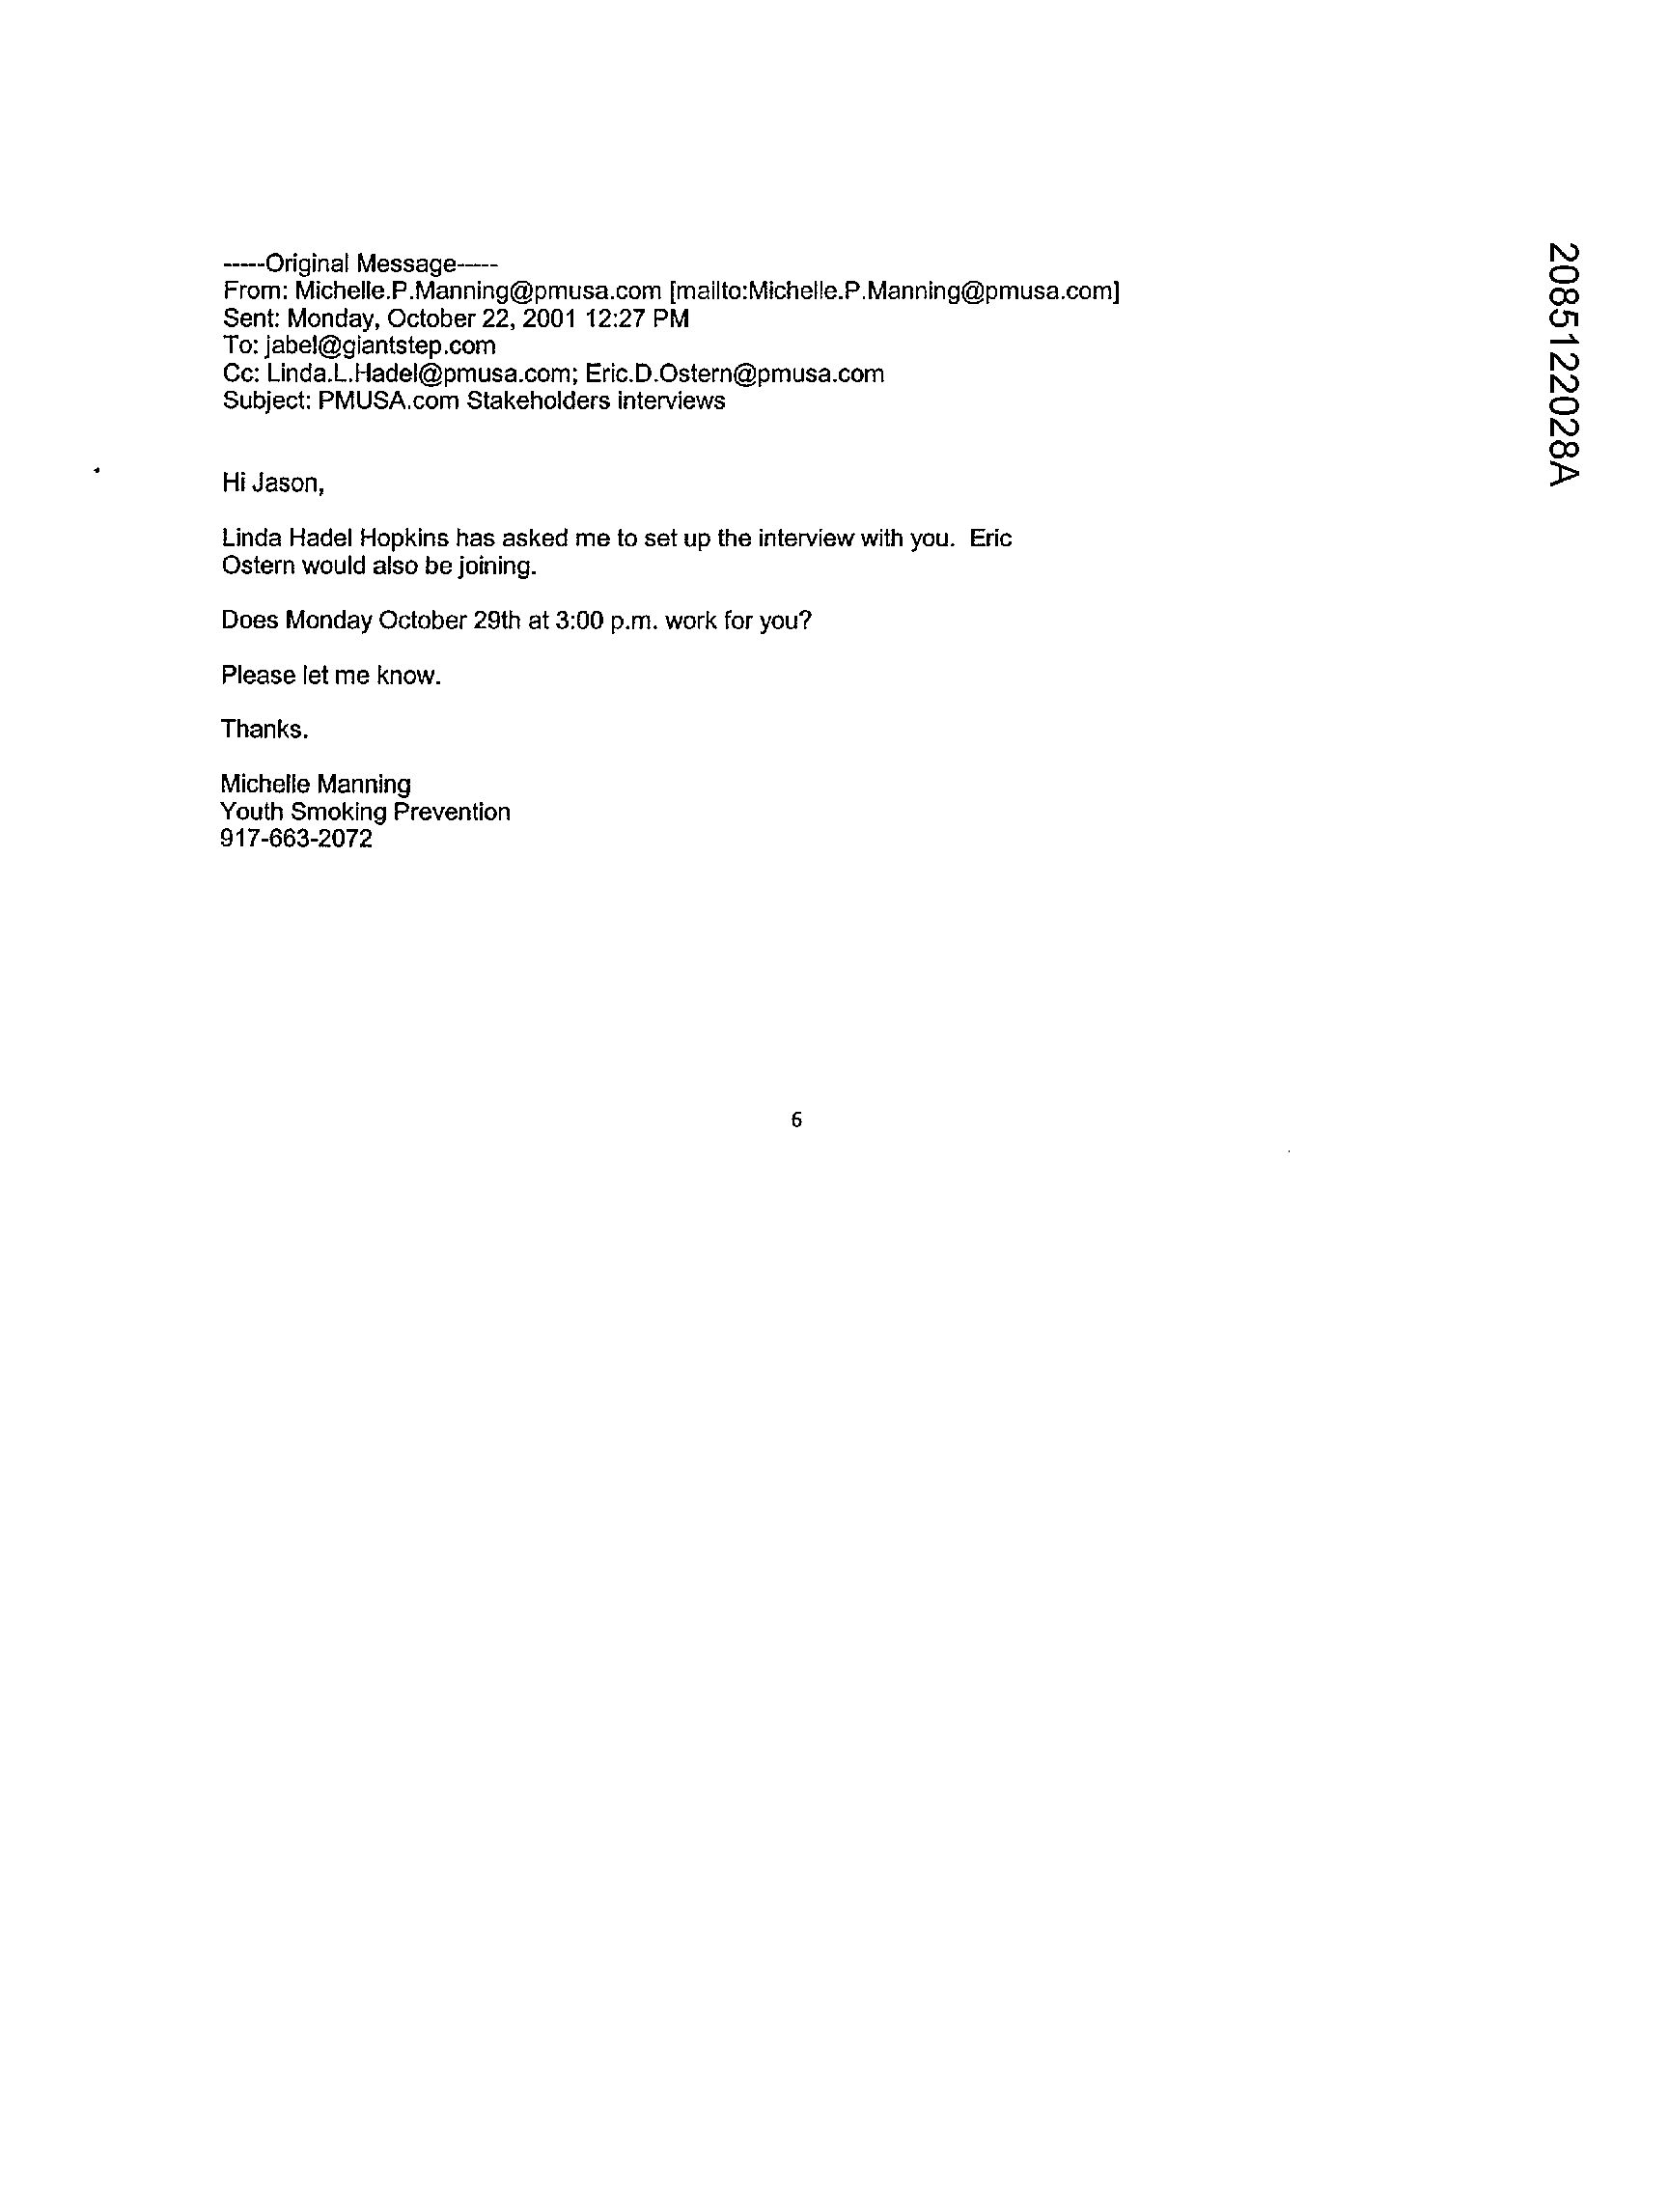 -----Original Message-----
From: Michelle.P.Manning@pmusa.com [mailto:Michelle.P.Manning@pmusa.com]
Sent: Monday, October 22, 2001 12:27 PM
To: jabel@giantstep.com
Cc: Linda.L.Hadel@pmusa.com; Eric.D.Ostern@pmusa.com
Subject: PMUSA.com Stakeholders interviews
Hi Jason,
Linda Hadel Hopkins has asked me to set up the interview with you. Eric
Ostern would also be joining.
Does Monday October 29th at 3:00 p.m. work for you?
Please let me know.
Thanks.
Michelle Manning
Youth Smoking Prevention
917-663-2072
6
2085122028A